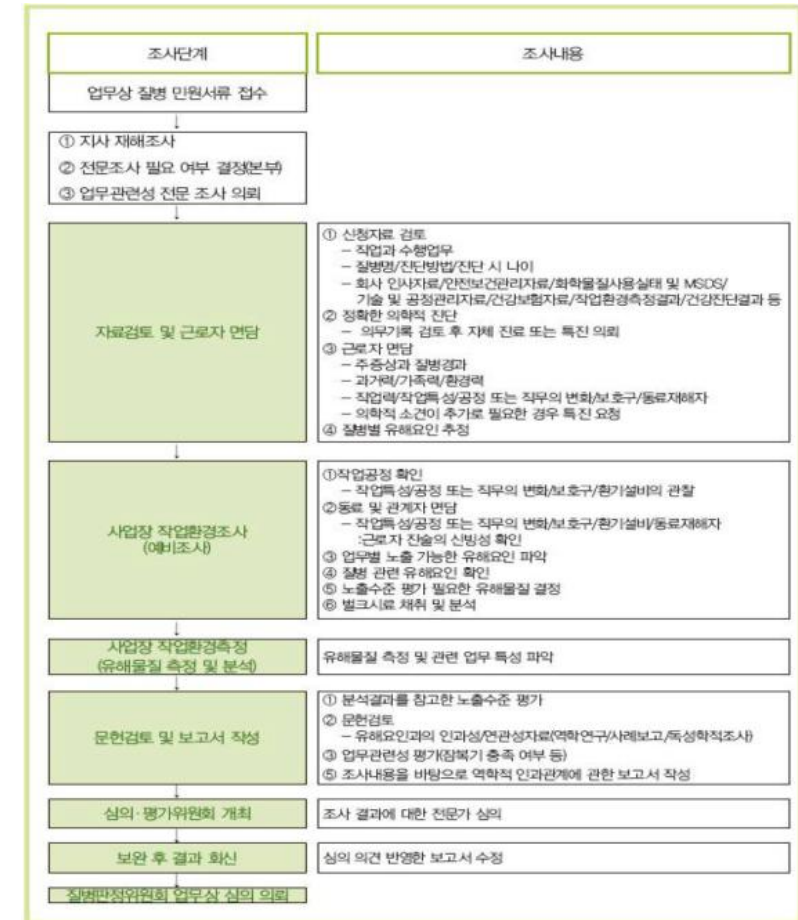 조사단계
조사내용
업무상 질병 민원서류 접수
① 지사 재해조사
② 전문조사 필요 여부 결정(본부)
③ 업무관련성 전문 조사 의뢰
자료검토 및 근로자 면담
① 신청자료 검토
– 직업과 수행업무
– 질병명/진단방법/진단 시 나이
– 회사 인사자료/안전보건관리자료/화학물질사용실태 및 MSDS/
기술 및 공정관리자료/건강보험자료/작업환경측정결과/건강진단결과 등
② 정확한 의학적 진단
– 의무기록 검토 후 자체 진료 또는 특진 의뢰
③ 근로자 면담
– 주증상과 질병경과
– 과거력/가족력/환경력
– 직업력/작업특성/공정 또는 직무의 변화/보호구/동료재해자
– 의학적 소견이 추가로 필요한 경우 특진 요청
④ 질병별 유해요인 추정
사업장 작업환경조사
(예비조사)
①작업공정 확인
– 작업특성/공정 또는 직무의 변화/보호구/환기설비의 관찰
②동료 및 관계자 면담
– 작업특성/공정 또는 직무의 변화/보호구/환기설비/동료재해자
:근로자 진술의 신빙성 확인
③ 업무별 노출 가능한 유해요인 파악
④ 질병 관련 유해요인 확인
⑤ 노출수준 평가 필요한 유해물질 결정
⑥ 벌크시료 채취 및 분석
사업장 작업환경측정
(유해물질 측정 및 분석)
유해물질 측정 및 관련 업무 특성 파악
문헌검토 및 보고서 작성
① 분석결과를 참고한 노출수준 평가
② 문헌검토
– 유해요인과의 인과성/연관성자료(역학연구/사례보고/독성학적조사)
③ 업무관련성 평가(잠복기 충족 여부 등)
⑤ 조사내용을 바탕으로 역학적 인과관계에 관한 보고서 작성
심의·평가위원회 개최
조사 결과에 대한 전문가 심의
보완 후 결과 회신
심의 의견 반영한 보고서 수정
질병판정위원회 업무상 심의 의뢰